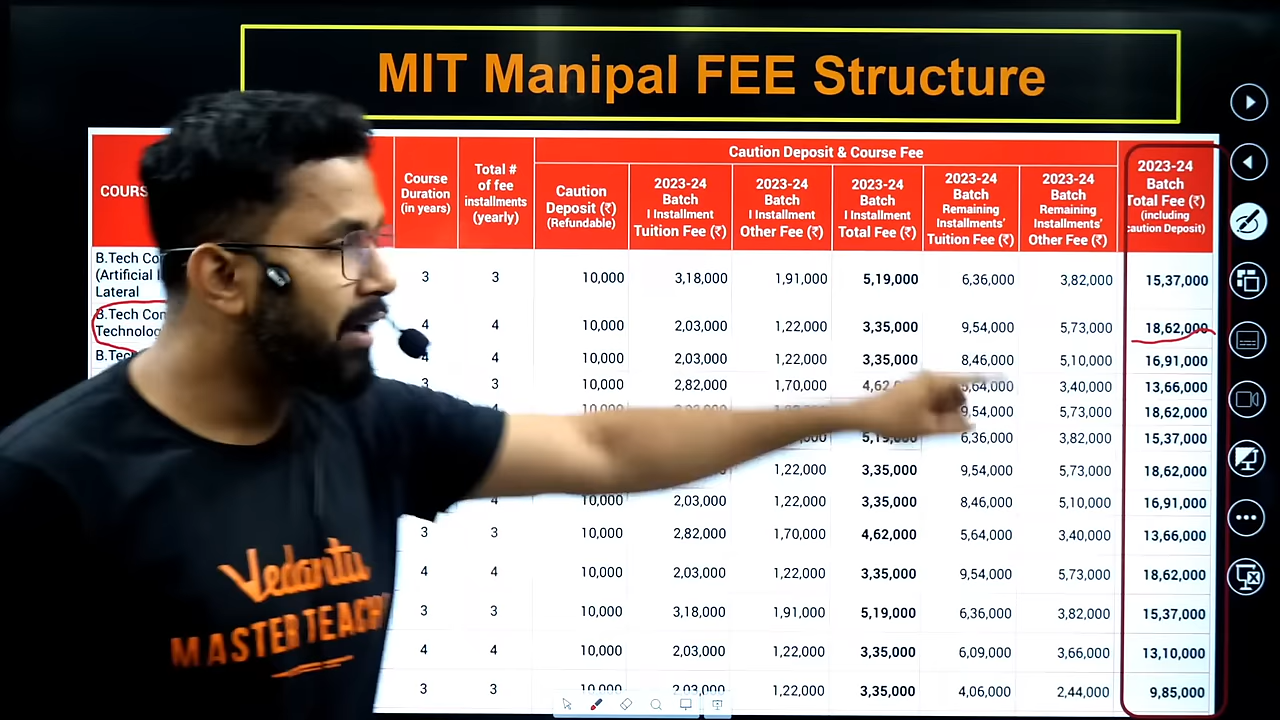 MIT Manipal FEE Structure
Caution Deposit & Course Fee
Course
Duration
(in years)
Total #
of fee
installments
(yearly)
Caution
Deposit (₹)
(Refundable)
2023-24
Batch
I Installment
Tuition Fee (₹)
2023-24
Batch
I Installment
Other Fee (₹)
2023-24
Batch
I Installment
Total Fee (₹)
2023-24
Batch
Remaining
Installments'
Tuition Fee (₹)
2023-24
Batch
Remaining
Installments'
Other Fee (₹)
2023-24
Batch
Total Fee (₹)
(including
caution Deposit)
B.Tech
(Artificial
Lateral
3 3 10,000 3,18,000 1,91,000 5,19,000 6,36,000 3,82,000 15,37,000
B.Tech
4 4 10,000 2,03,000 1,22,000 3,35,000 9,54,000 5,73,000 18,62,000
4 4 10,000 2,03,000 1,22,000 3,35,000 8,46,000 5,10,000 16,91,000
3 3 10,000 2,82,000 1,70,000 3,40,000 13,66,000
9,54,000 5,73,000 18,62,000
6,36,000 3,82,000 15,37,000
1,22,000 3,35,000 9,54,000 5,73,000 18,62,000
4 10,000 2,03,000 1,22,000 3,35,000 8,46,000 5,10,000 16,91,000
3 3 10,000 2,82,000 1,70,000 4,62,000 5,64,000 3,40,000 13,66,000
4 4 10,000 2,03,000 1,22,000 3,35,000 9,54,000 5,73,000 18,62,000
3 3 10,000 3,18,000 1,91,000 5,19,000 6,36,000 3,82,000 15,37,000
4 4 10,000 2,03,000 1,22,000 3,35,000 6,09,000 3,66,000 13,10,000
3 3 10,000 2,03,000 1,22,000 3,35,000 4,06,000 2,44,000 9,85,000
Vedantu
MASTER